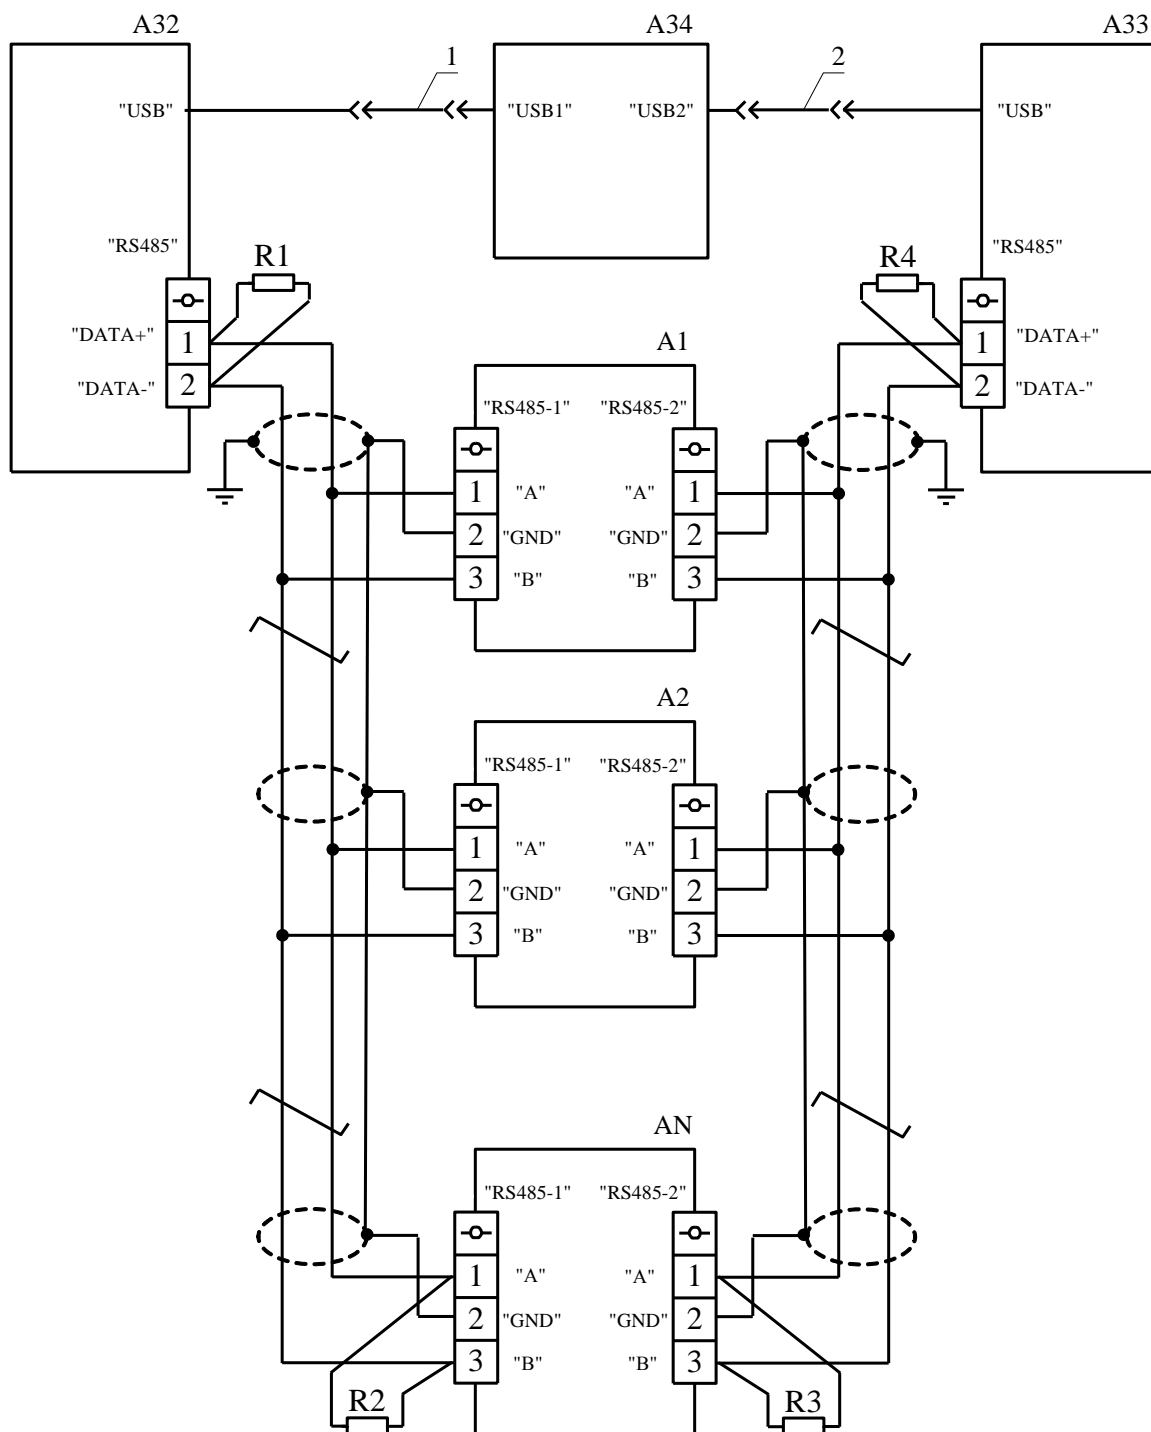 A32 A34 A33
1 2
"USB" "USB1" "USB2" "USB"
"RS485" "RS485"
R1 R4
"DATA+" 1 1 "DATA+"
"DATA-" 2 2 "DATA-"
A1
"RS485-1" "RS485-2"
1 "A" "A" 1
2 "GND" "GND" 2
3 "B" "B" 3
A2
"RS485-1" "RS485-2"
1 "A" "A" 1
2 "GND" "GND" 2
3 "B" "B" 3
AN
"RS485-1" "RS485-2"
1 "A" "A" 1
2 "GND" "GND" 2
3 "B" "B" 3
R2 R3